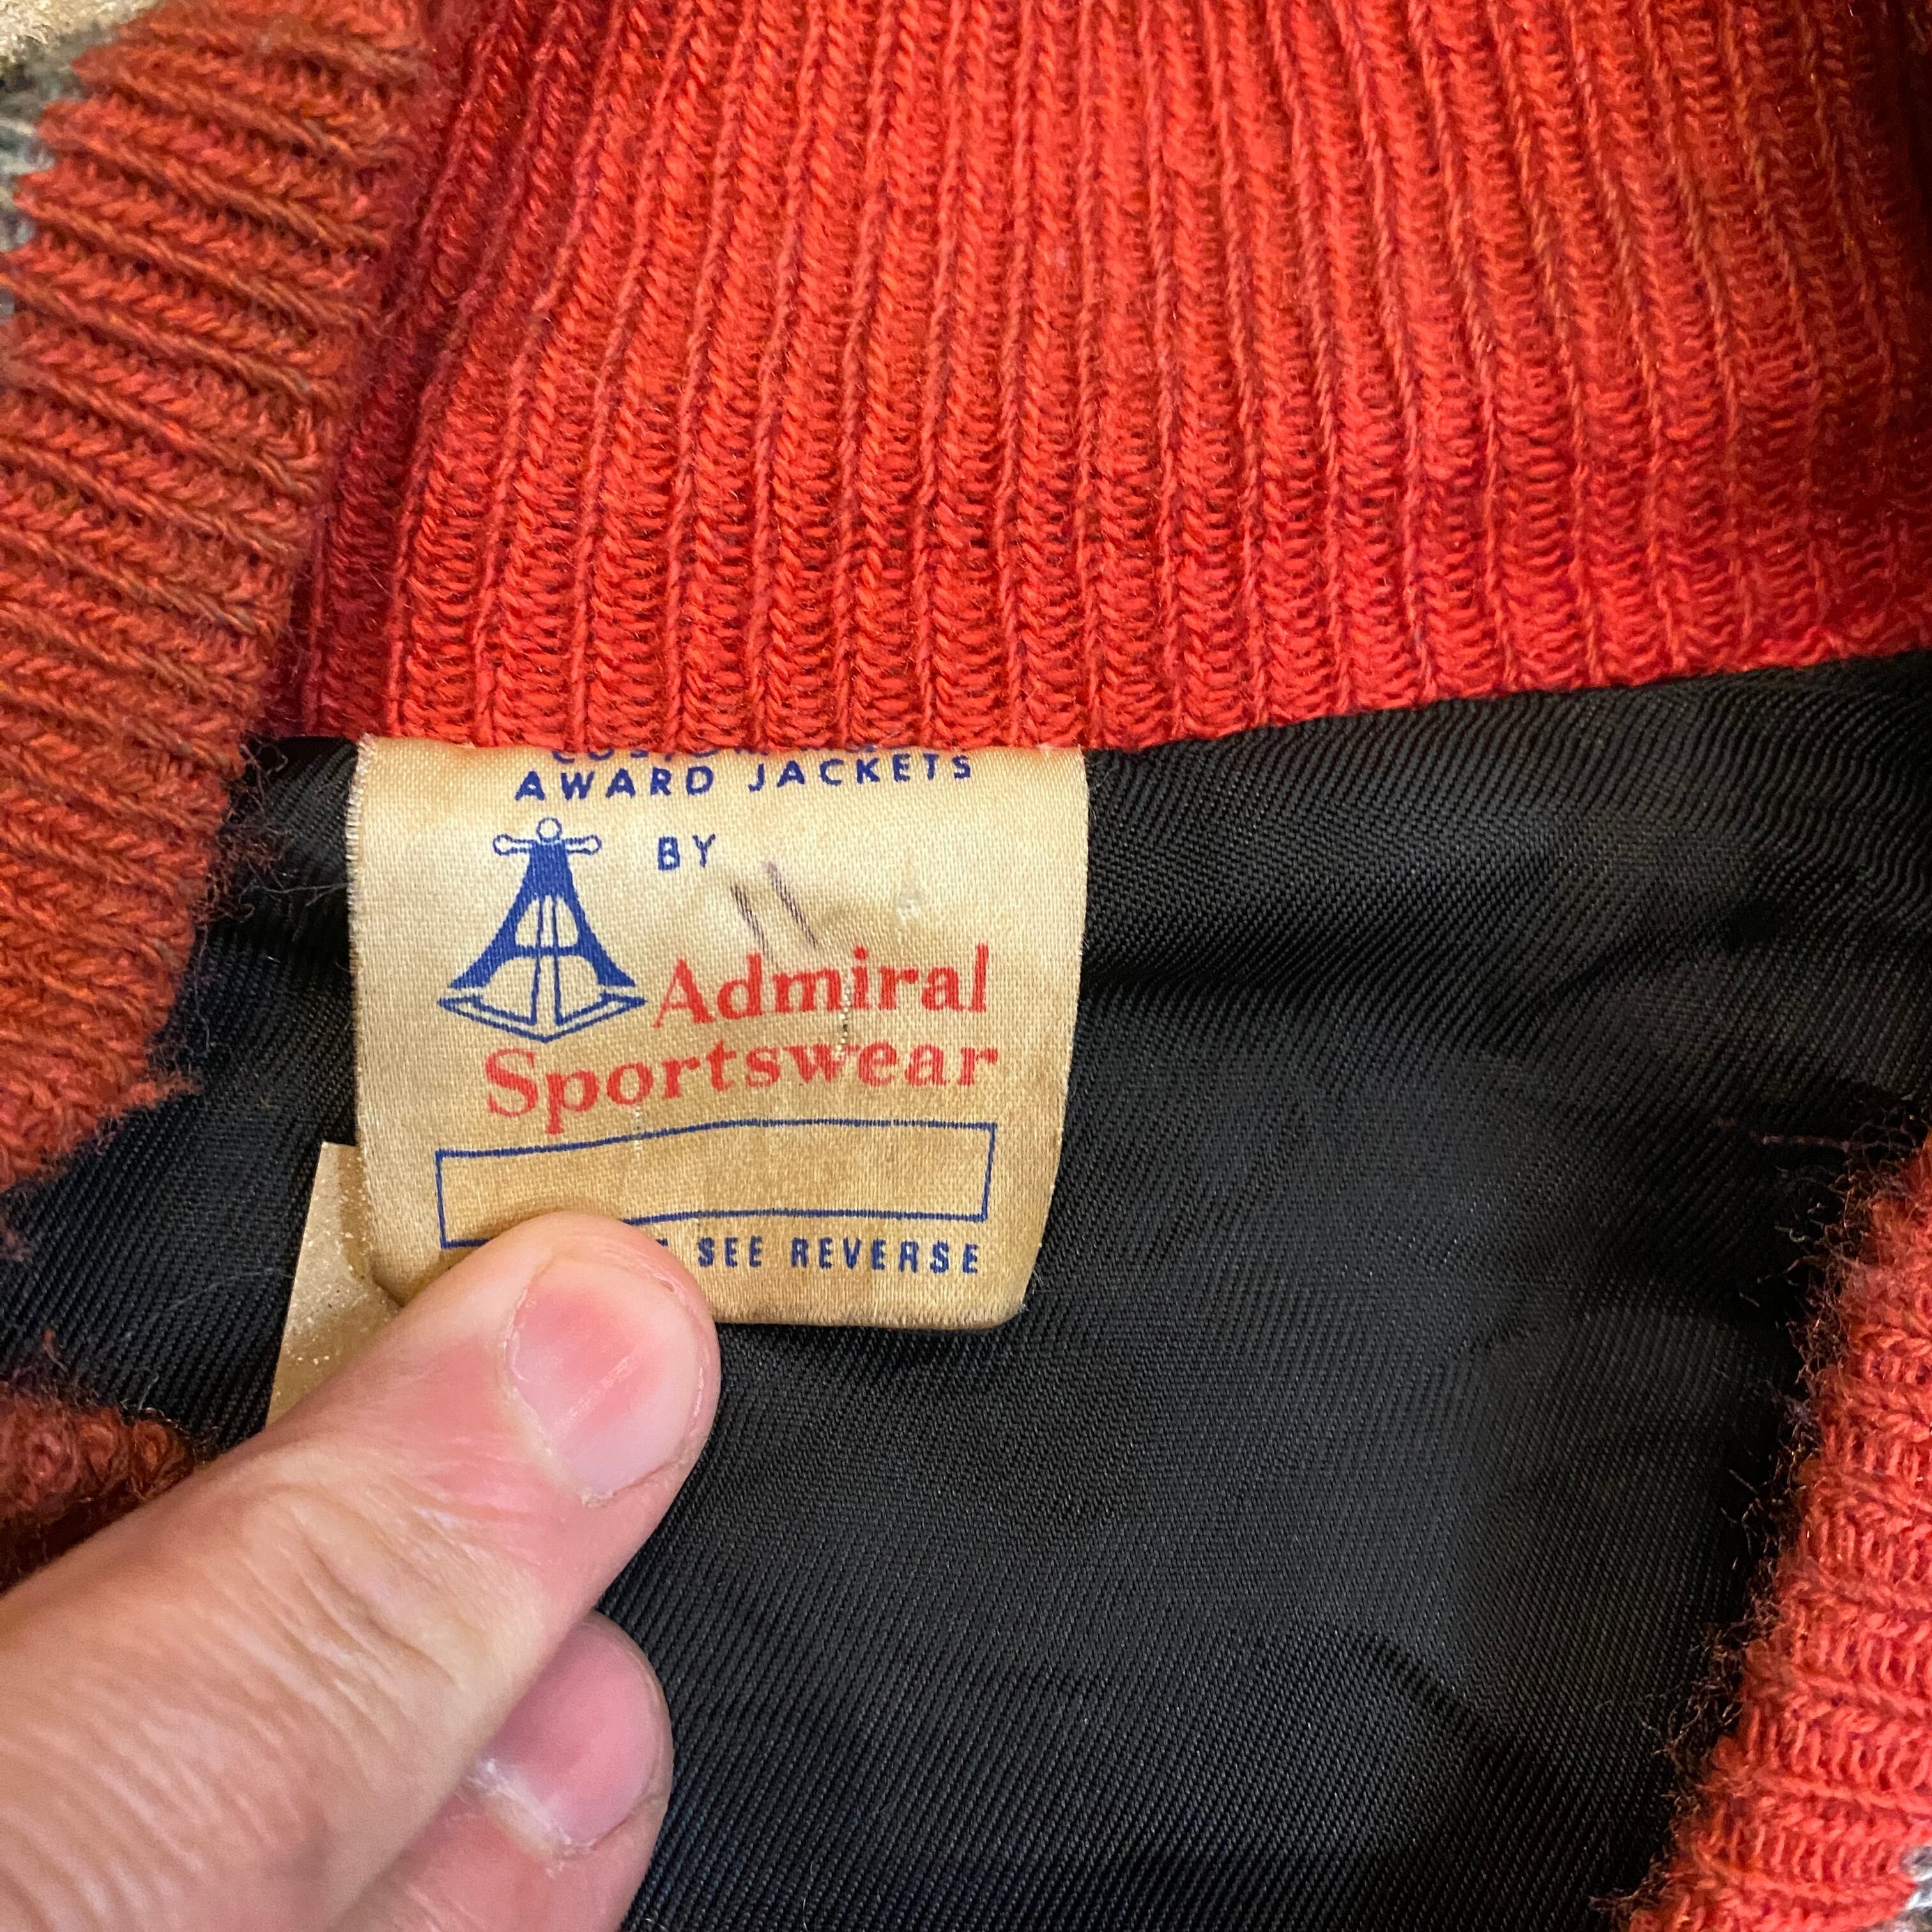 AWARD JACKETS
BY
Admiral
Sportswear
SEE REVERSE